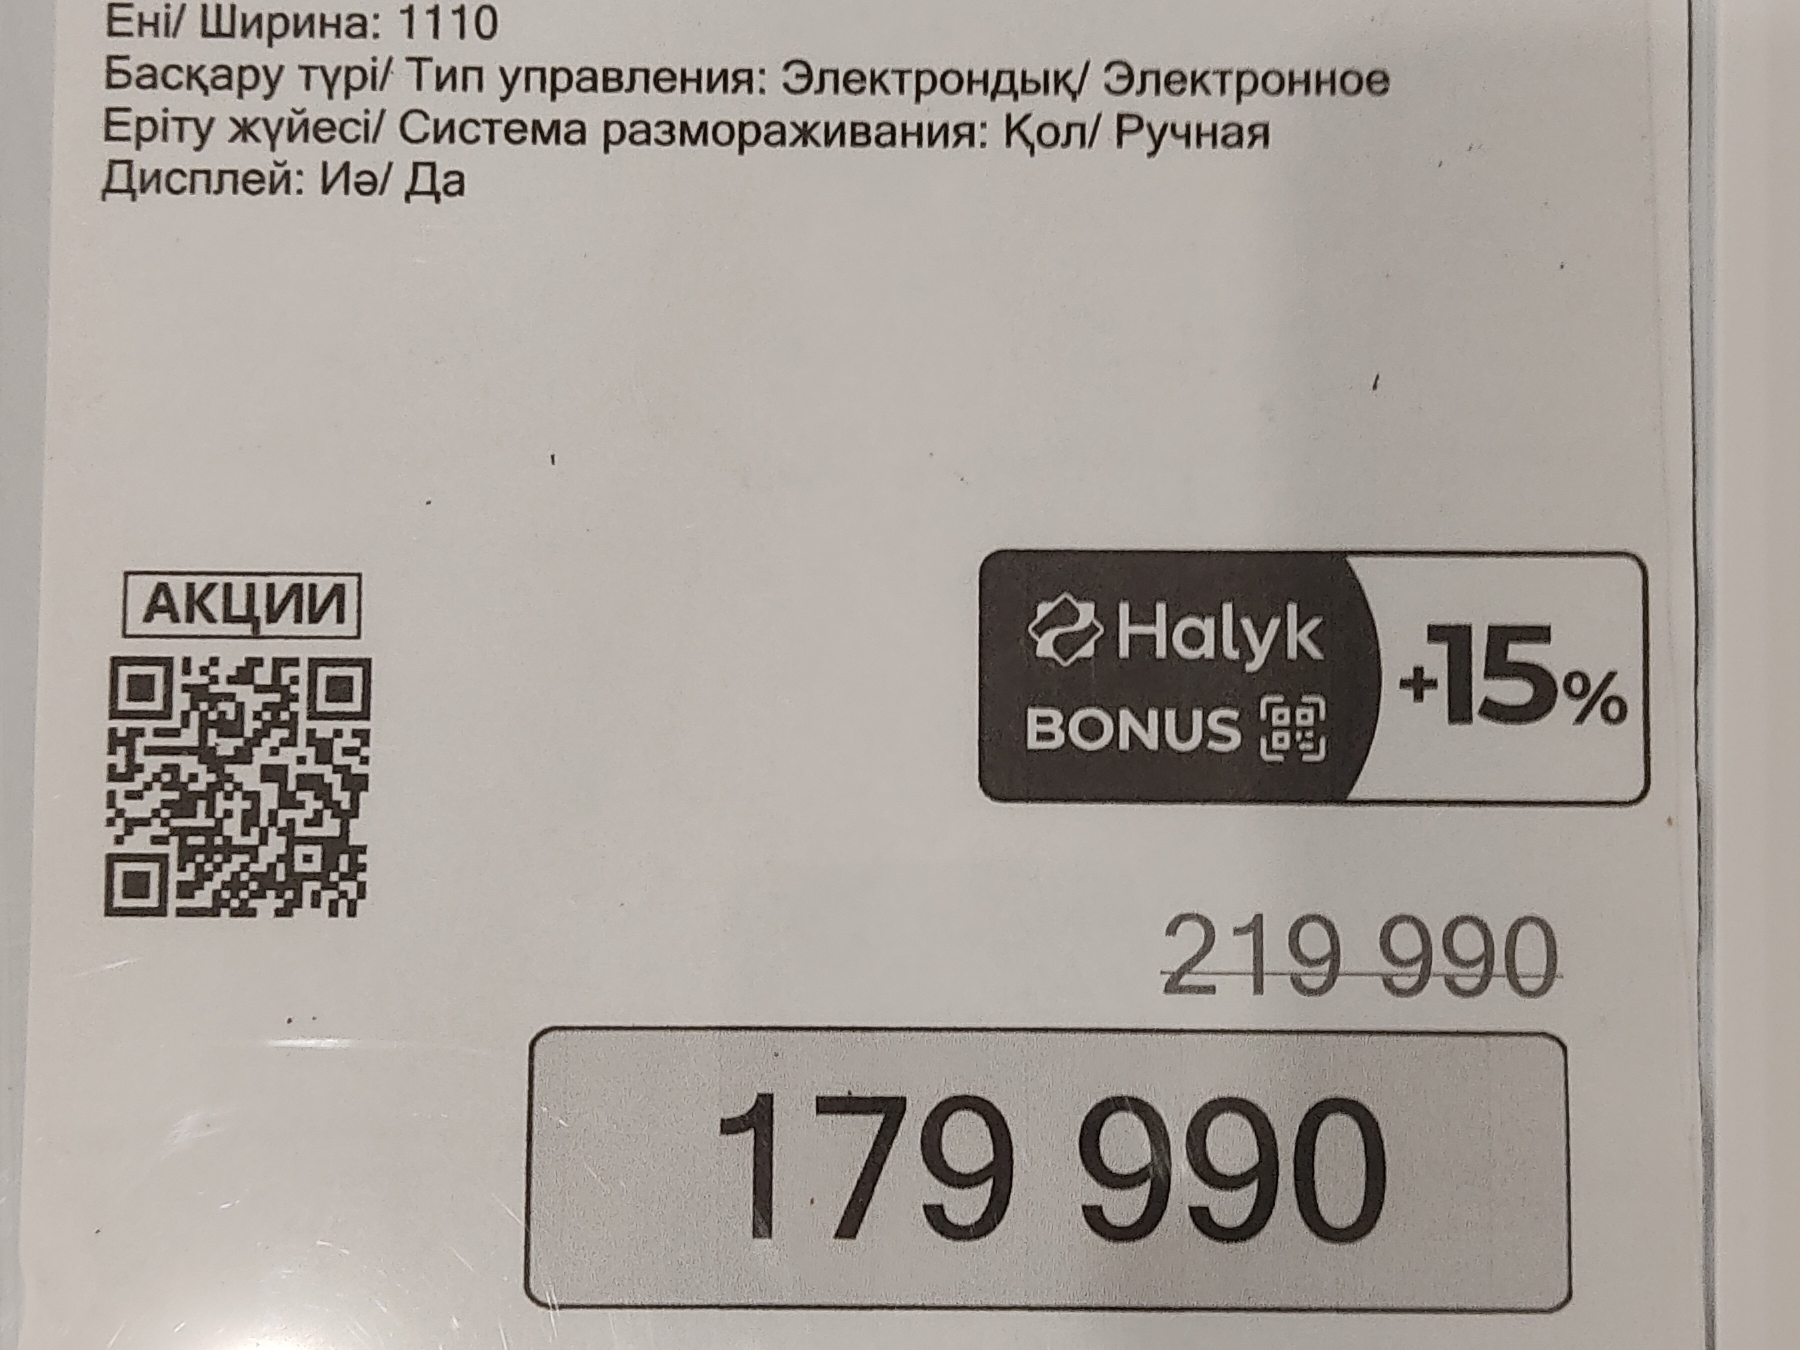 Ені/ Ширина: 1110
Басқару түрі/ Тип управления: Электрондық/ Электронное
Еріту жүйесі/ Система размораживания: Қол/ Ручная
Дисплей: Иә/ Да
АКЦИИ
Halyk
BONUS
+15%
219 990
179 990